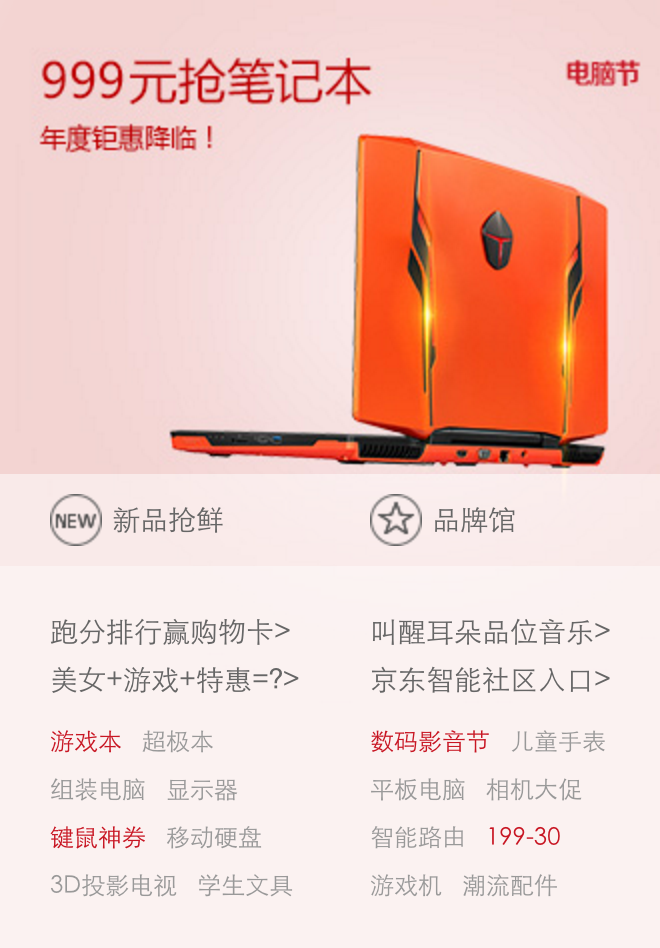 999元抢笔记本
电脑节
年度钜惠降临！
NEW 新品抢鲜
品牌馆
跑分排行赢购物卡>
叫醒耳朵品位音乐>
美女+游戏+特惠=?>
京东智能社区入口>
游戏本 超极本
数码影音节 儿童手表
组装电脑 显示器
平板电脑 相机大促
键鼠神券 移动硬盘
智能路由 199-30
3D投影电视 学生文具
游戏机 潮流配件